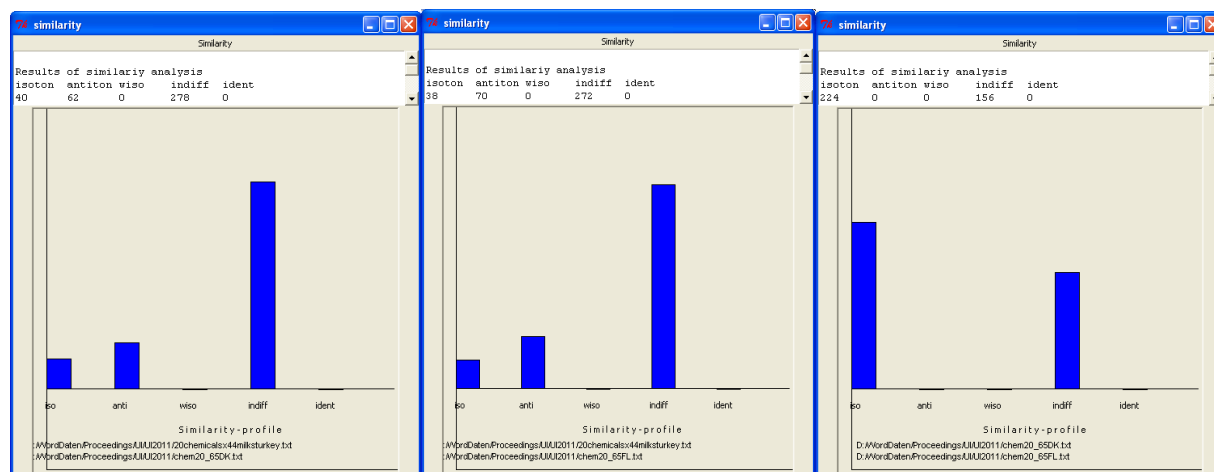 similarity
Similarity
Results of similariy analysis
isoton antiton wiso indiff ident
40 62 0 278 0
iso anti wiso indiff ident
Similarity-profile
:/WordDaten/Proceedings/UI/UI2011/20chemicalsx44milksturkey.txt
:/WordDaten/Proceedings/UI/UI2011/chem20_65DK.txt
similarity
Similarity
Results of similariy analysis
isoton antiton wiso indiff ident
38 70 0 272 0
iso anti wiso indiff ident
Similarity-profile
:/WordDaten/Proceedings/UI/UI2011/20chemicalsx44milksturkey.txt
:/WordDaten/Proceedings/UI/UI2011/chem20_65FL.txt
similarity
Similarity
Results of similariy analysis
isoton antiton wiso indiff ident
224 0 0 156 0
iso anti wiso indiff ident
Similarity-profile
D:/WordDaten/Proceedings/UI/UI2011/chem20_65DK.txt
D:/WordDaten/Proceedings/UI/UI2011/chem20_65FL.txt